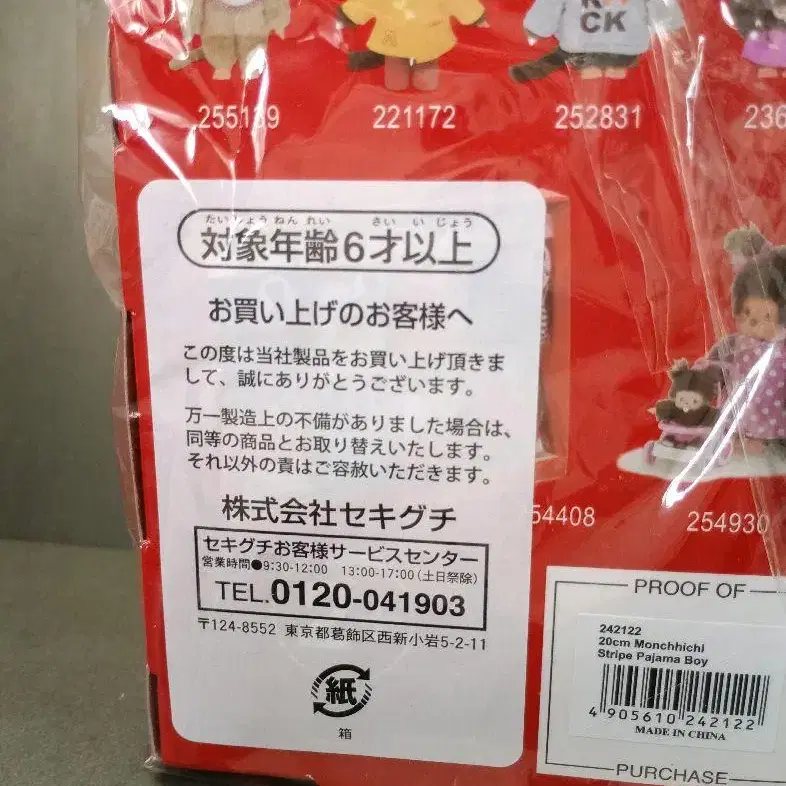 CK
255139
221172
252831
236
たいしょうねんれい さい いじょう
対象年齢6才以上
お買い上げのお客様へ
この度は当社製品をお買い上げ頂きま
して、誠にありがとうございます。
万一製造上の不備がありました場合は、
同等の商品とお取り替えいたします。
それ以外の責はご容赦いただきます。
株式会社セキグチ
セキグチお客様サービスセンター
営業時間●9:30-12:00 13:00-17:00(土日祭除)
TEL.0120-041903
〒124-8552 東京都葛飾区西新小岩5-2-11
紙
箱
54408
254930
PROOF OF
242122
20cm Monchhichi
Stripe Pajama Boy
4 905610 242122
MADE IN CHINA
PURCHASE